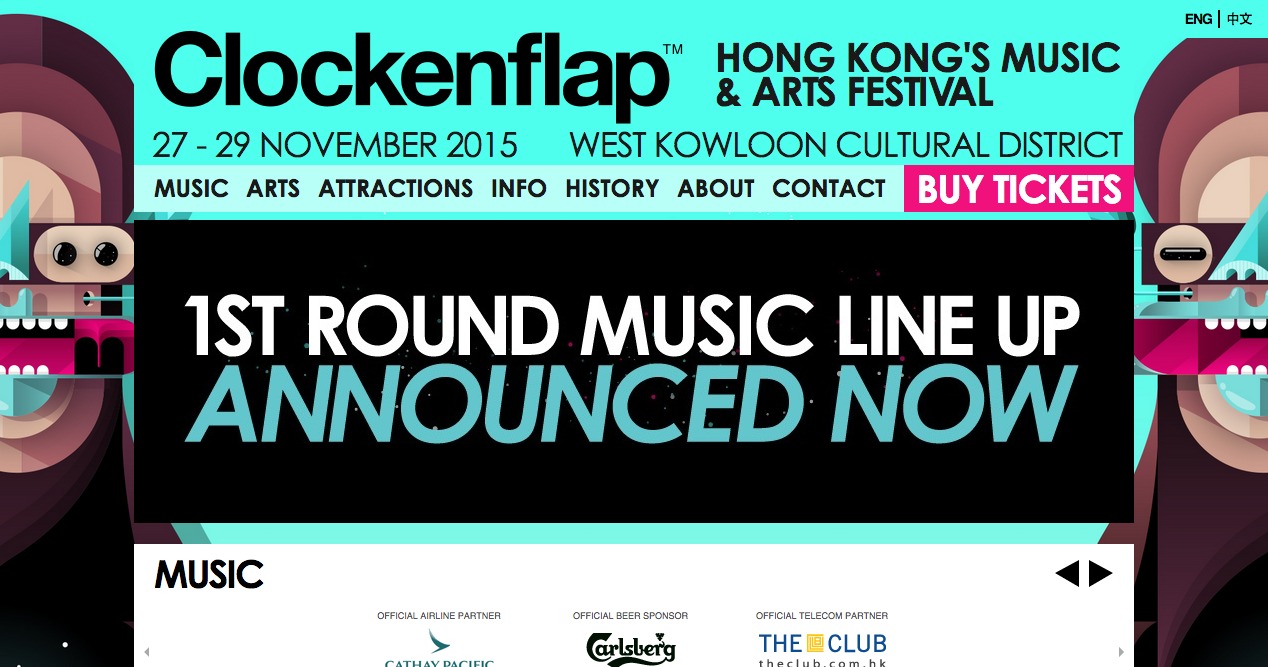 ENG | 中文
Clockenflap™
HONG KONG'S MUSIC
& ARTS FESTIVAL
27 - 29 NOVEMBER 2015 WEST KOWLOON CULTURAL DISTRICT
MUSIC ARTS ATTRACTIONS INFO HISTORY ABOUT CONTACT BUY TICKETS
1ST ROUND MUSIC LINE UP
ANNOUNCED NOW
MUSIC
OFFICIAL AIRLINE PARTNER OFFICIAL BEER SPONSOR OFFICIAL TELECOM PARTNER
CATHAY PACIFIC Carlsberg THE CLUB
theclub.com.hk